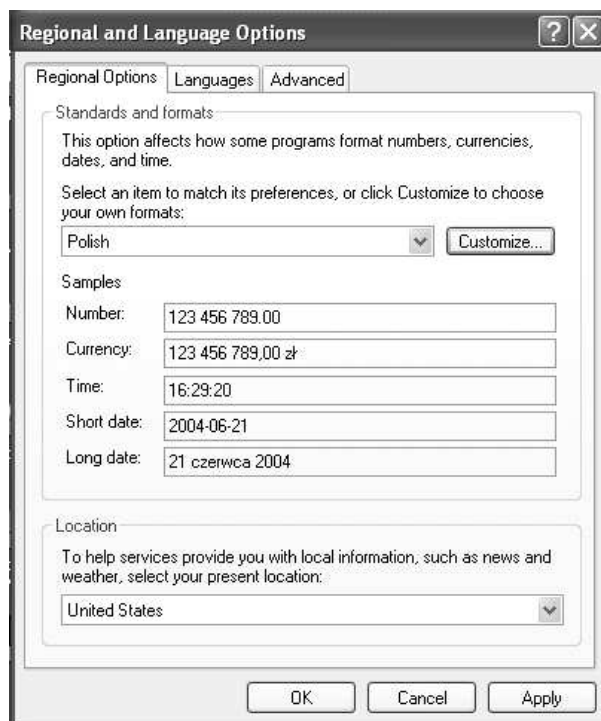 Regional and Language Options
Regional Options Languages Advanced
Standards and formats
This option affects how some programs format numbers, currencies,
dates, and time.
Select an item to match its preferences, or click Customize to choose
your own formats:
Polish Customize...
Samples
Number: 123 456 789.00
Currency: 123 456 789,00 zł
Time: 16:29:20
Short date: 2004-06-21
Long date: 21 czerwca 2004
Location
To help services provide you with local information, such as news and
weather, select your present location:
United States
OK Cancel Apply